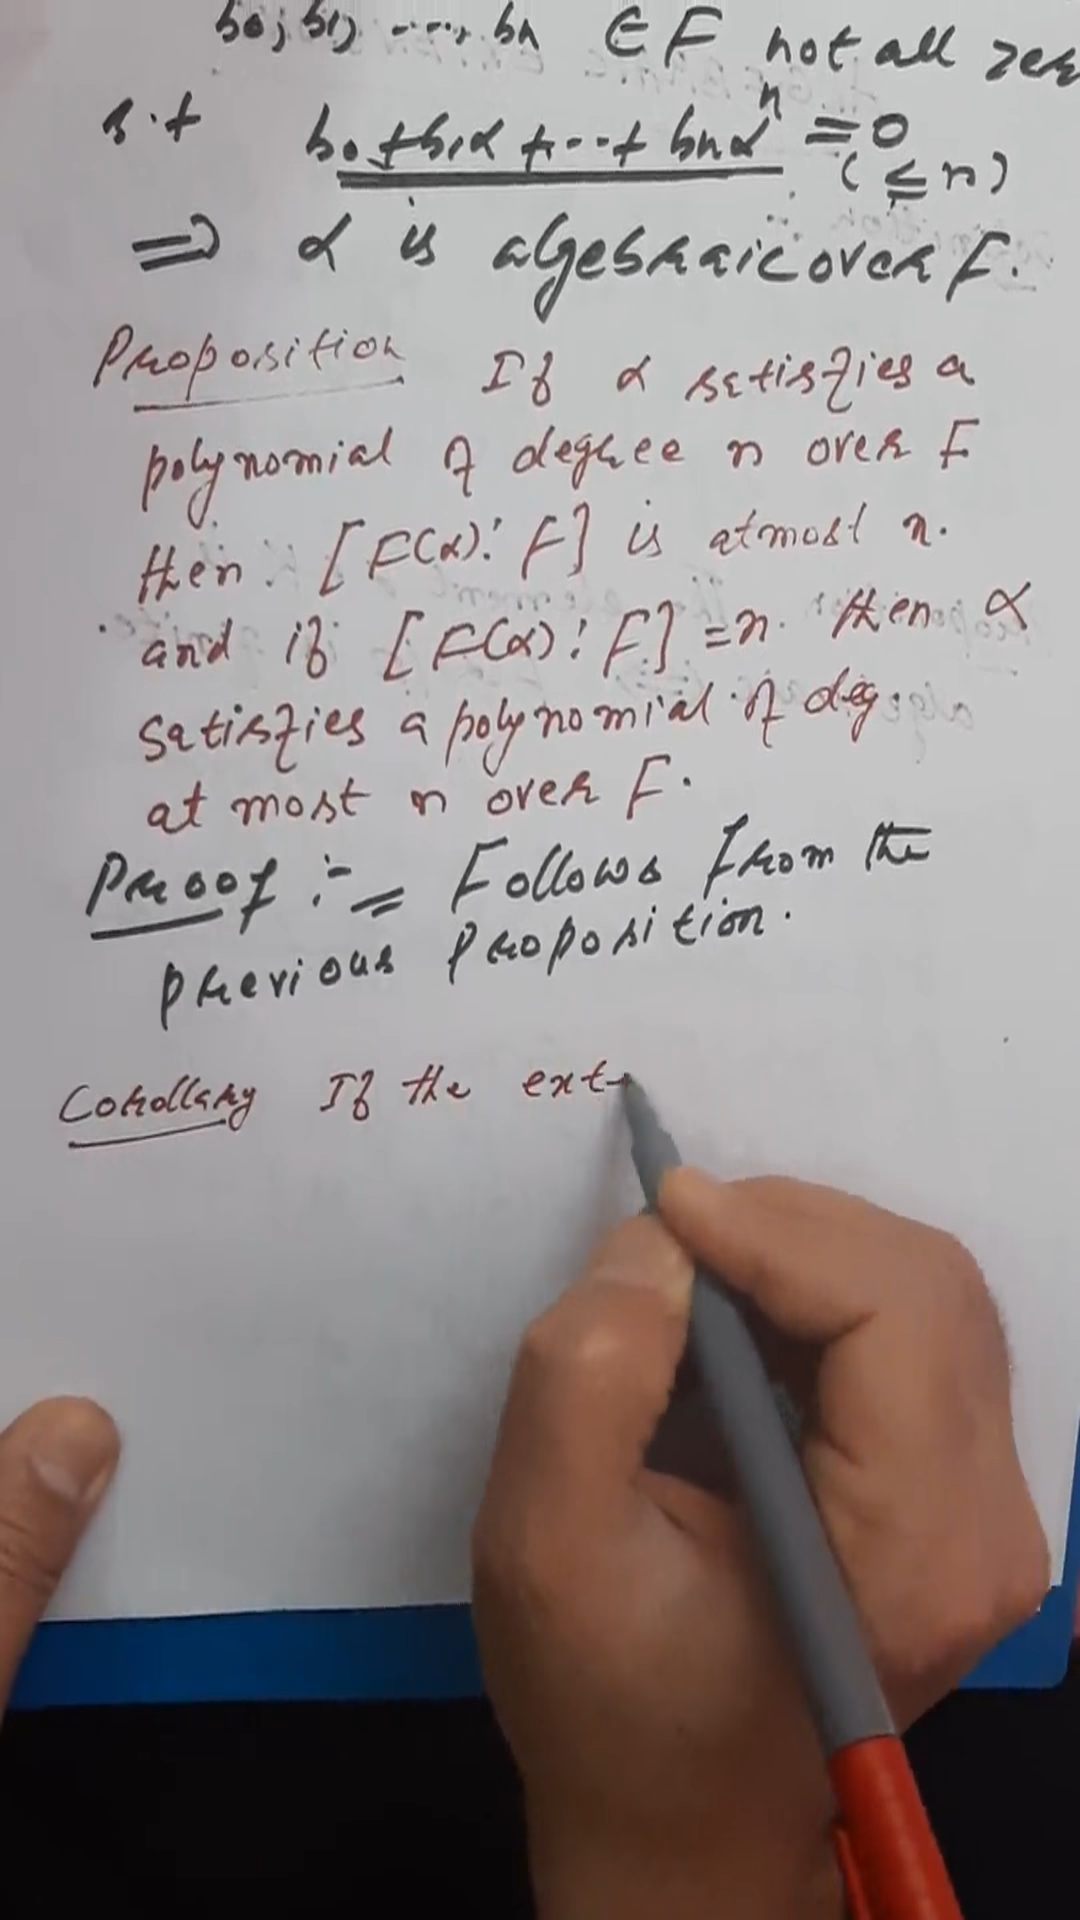 b0, b1, ...., bn ∈ F not all zer
s.t b0+b1α+...+bnα^n =0
(≤n)
⇒ α is algebraic over F.
Proposition If α satisfies a
polynomial of degree n over F
then [F(α): F] is atmost n.
and if [F(α): F] =n then α
satisfies a polynomial of deg.
at most n over F.
Proof :- = Follows from the
previous proposition.
Corollary If the ext